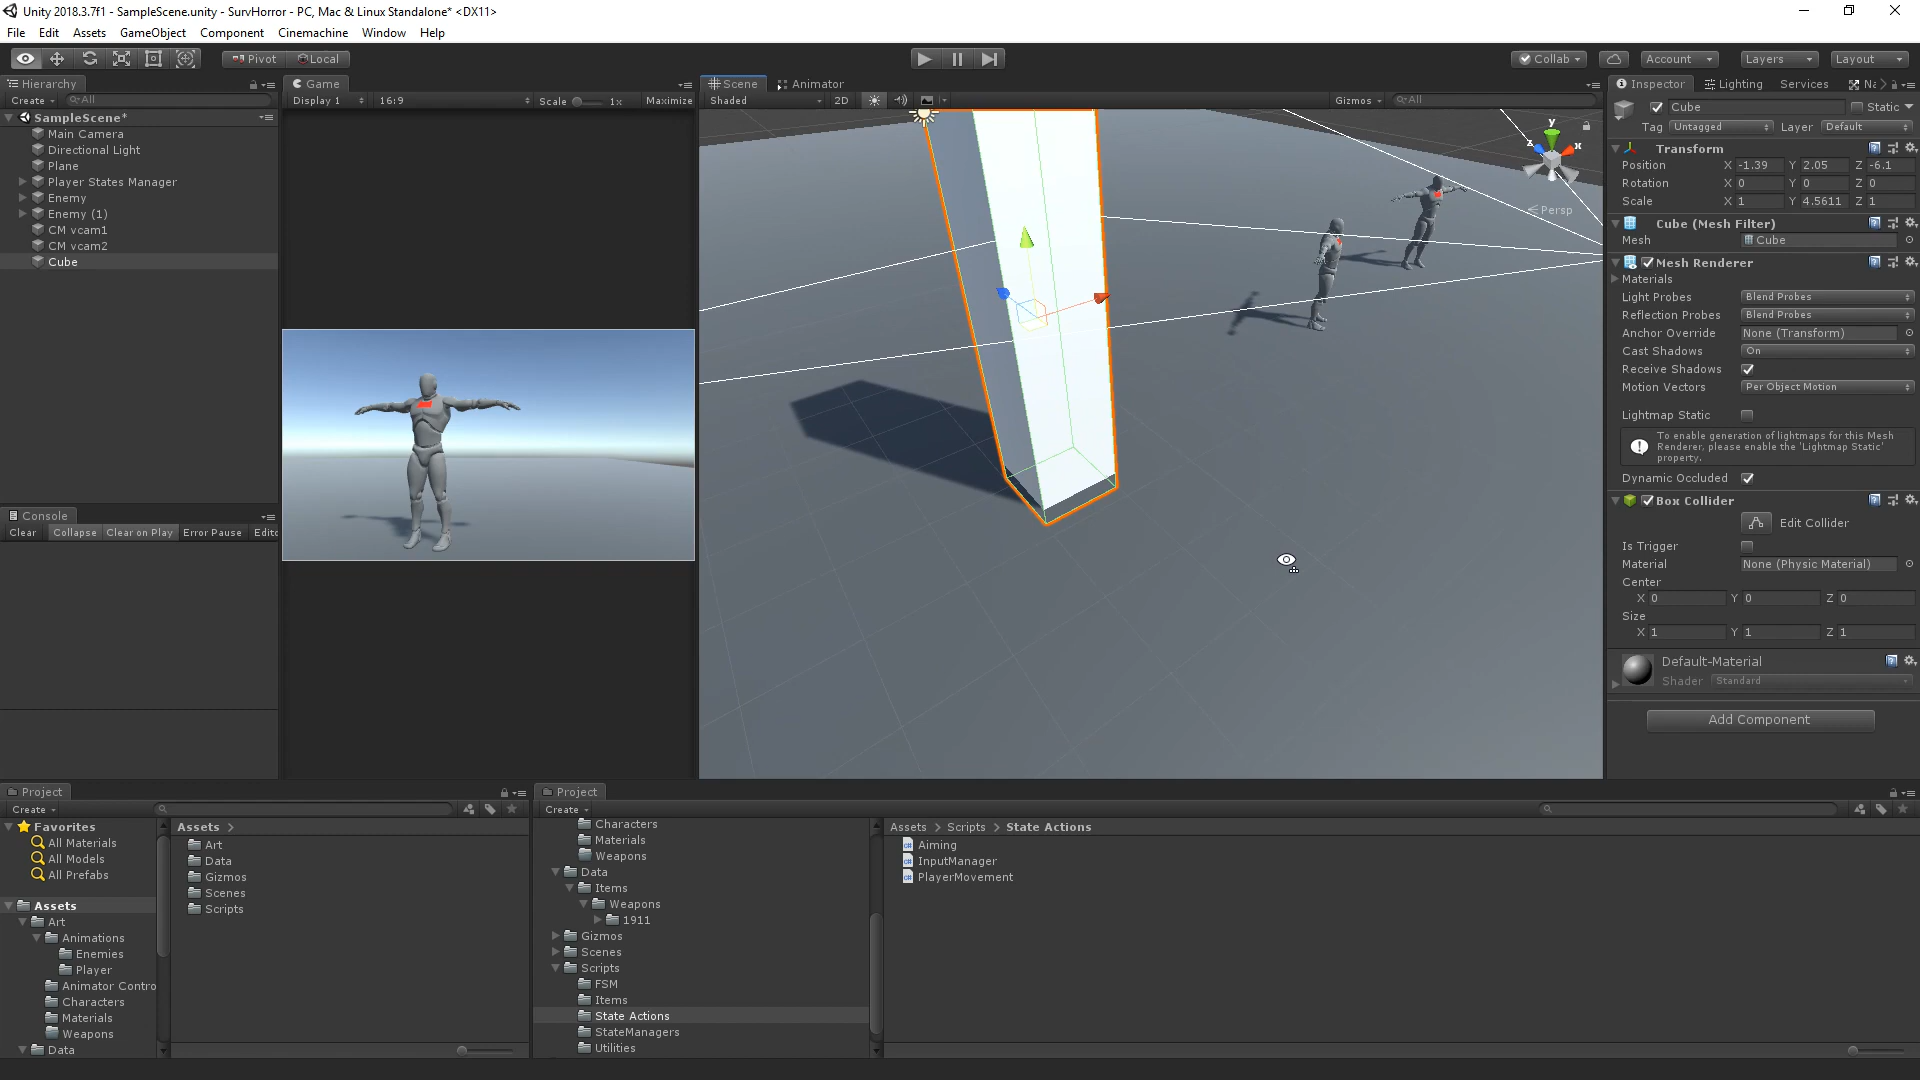 Unity 2018.3.7f1 - SampleScene.unity - SurvHorror - PC, Mac & Linux Standalone* <DX11>
File Edit Assets GameObject Component Cinemachine Window Help
Pivot Local Collab Account Layers Layout
Hierarchy
Create All
SampleScene*
Main Camera
Directional Light
Plane
Player States Manager
Enemy
Enemy (1)
CM vcam1
CM vcam2
Cube
Console
Clear Collapse Clear on Play Error Pause Edito
Game
Display 1 16:9 Scale 1x Maximize
Scene Animator
Shaded 2D Gizmos All
y
z
x
Persp
Inspector Lighting Services
Cube Static
Tag Untagged Layer Default
Transform
Position X -1.39 Y 2.05 Z -6.1
Rotation X 0 Y 0 Z 0
Scale X 1 Y 4.5611 Z 1
Cube (Mesh Filter)
Mesh Cube
Mesh Renderer
Materials
Light Probes Blend Probes
Reflection Probes Blend Probes
Anchor Override None (Transform)
Cast Shadows On
Receive Shadows
Motion Vectors Per Object Motion
Lightmap Static
To enable generation of lightmaps for this Mesh
Renderer, please enable the 'Lightmap Static'
property.
Dynamic Occluded
Box Collider
Edit Collider
Is Trigger
Material None (Physic Material)
Center
X 0 Y 0 Z 0
Size
X 1 Y 1 Z 1
Default-Material
Shader Standard
Add Component
Project
Create
Favorites
All Materials
All Models
All Prefabs
Assets
Art
Animations
Enemies
Player
Animator Contro
Characters
Materials
Weapons
Data
Assets
Art
Data
Gizmos
Scenes
Scripts
Project
Create
Characters
Materials
Weapons
Data
Items
Weapons
1911
Gizmos
Scenes
Scripts
FSM
Items
State Actions
StateManagers
Utilities
Assets Scripts State Actions
Aiming
InputManager
PlayerMovement